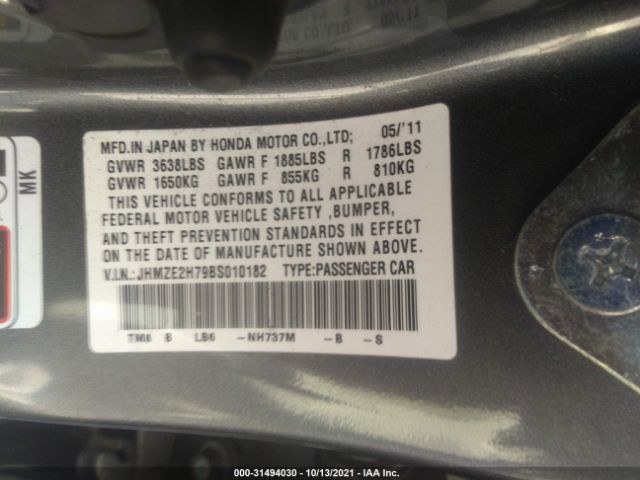 MFD.IN JAPAN BY HONDA MOTOR CO.,LTD; 05/'11
GVWR 3638LBS GAWR F 1885LBS R 1786LBS
GVWR 1650KG GAWR F 855KG R 810KG
THIS VEHICLE CONFORMS TO ALL APPLICABLE
FEDERAL MOTOR VEHICLE SAFETY ,BUMPER,
AND THEFT PREVENTION STANDARDS IN EFFECT
ON THE DATE OF MANUFACTURE SHOWN ABOVE.
V.I.N.:JHMZE2H79BS010182 TYPE:PASSENGER CAR
TM8 B LB6 -NH737M -B -S
MK
000-31494030 - 10/13/2021 - IAA Inc.